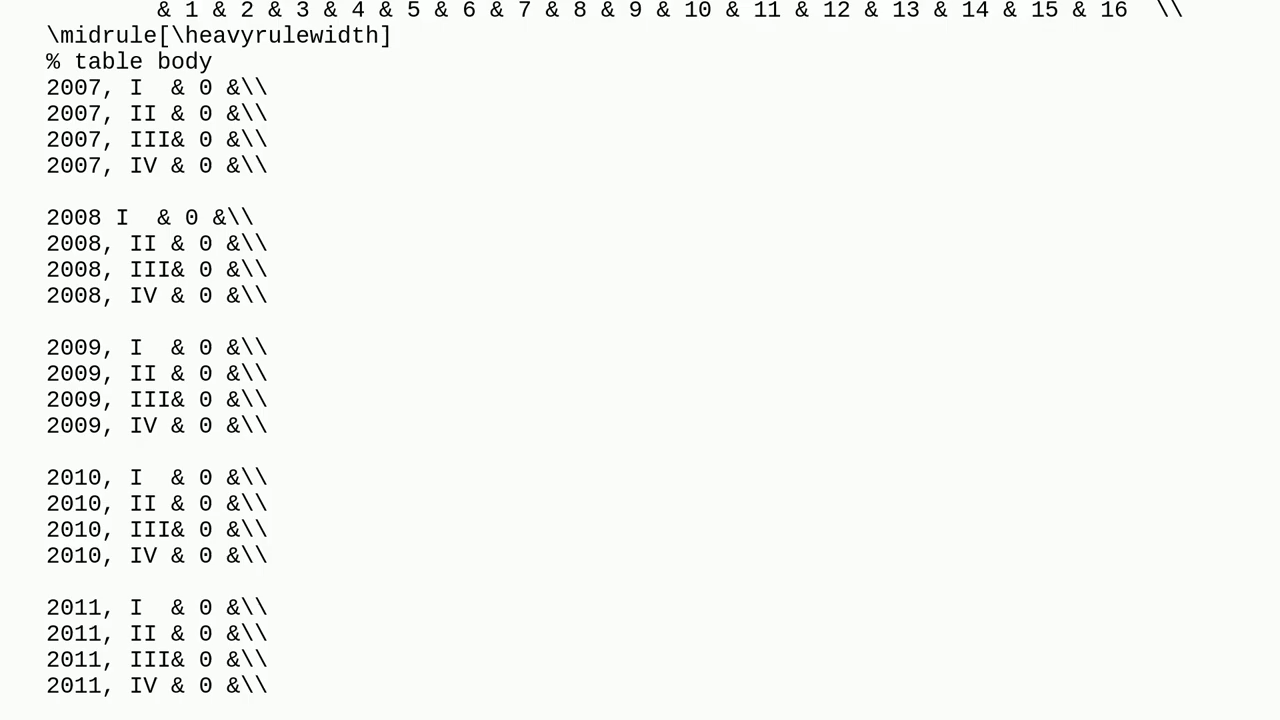 & 1 & 2 & 3 & 4 & 5 & 6 & 7 & 8 & 9 & 10 & 11 & 12 & 13 & 14 & 15 & 16  \\
\midrule[\heavyrulewidth]
% table body
2007, I  & 0 &\\
2007, II & 0 &\\
2007, III& 0 &\\
2007, IV & 0 &\\
2008 I  & 0 &\\
2008, II & 0 &\\
2008, III& 0 &\\
2008, IV & 0 &\\
2009, I  & 0 &\\
2009, II & 0 &\\
2009, III& 0 &\\
2009, IV & 0 &\\
2010, I  & 0 &\\
2010, II & 0 &\\
2010, III& 0 &\\
2010, IV & 0 &\\
2011, I  & 0 &\\
2011, II & 0 &\\
2011, III& 0 &\\
2011, IV & 0 &\\